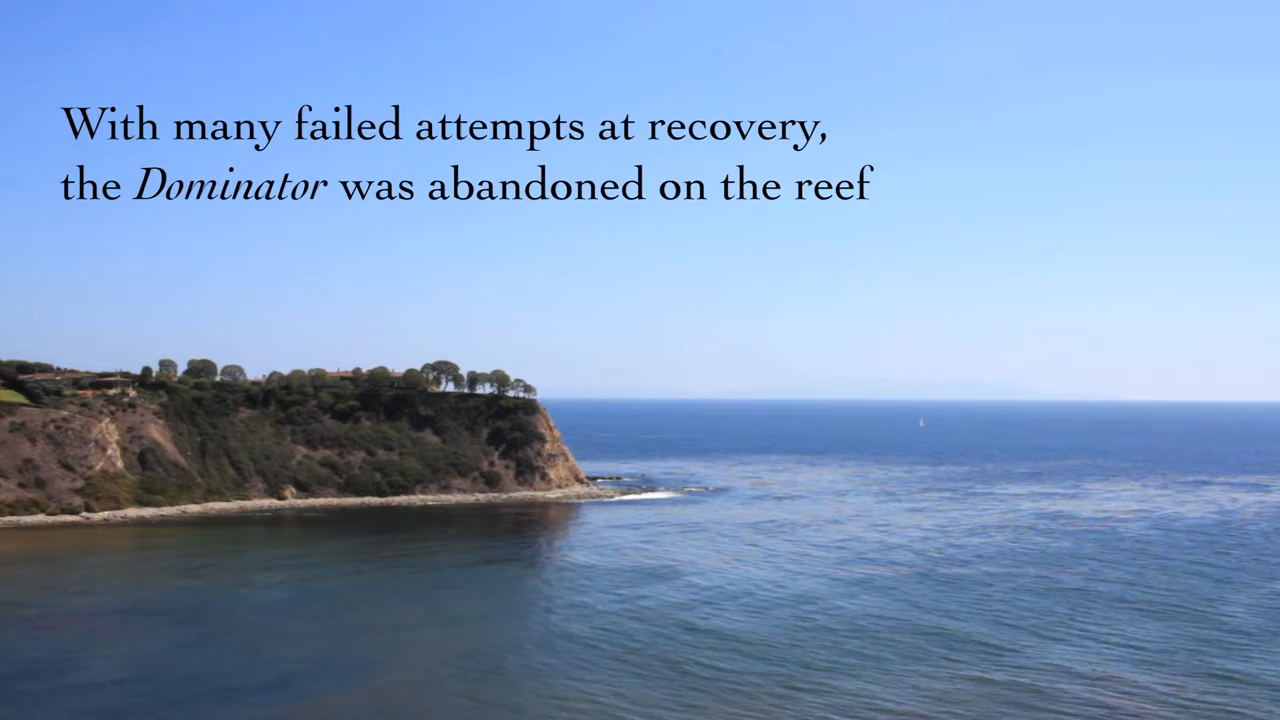 With many failed attempts at recovery,
the Dominator was abandoned on the reef